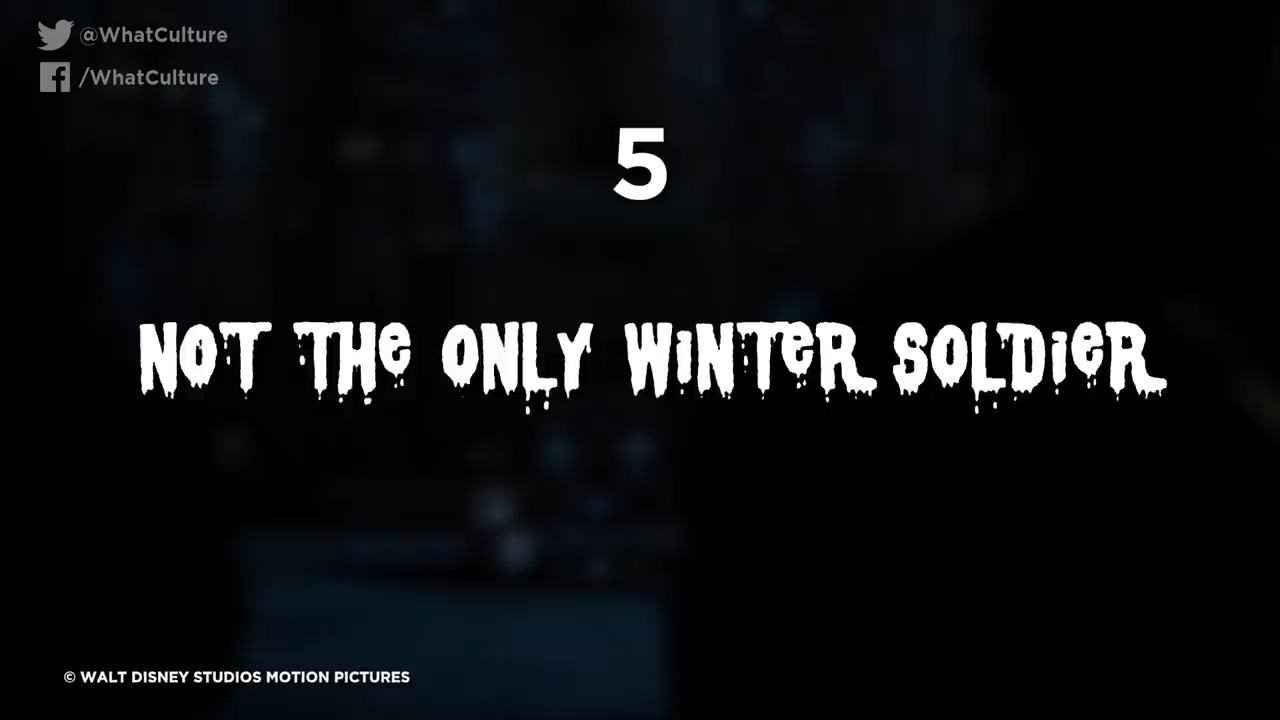 @WhatCulture
/WhatCulture
5
NOT THE ONLY WINTER SOLDIER
© WALT DISNEY STUDIOS MOTION PICTURES